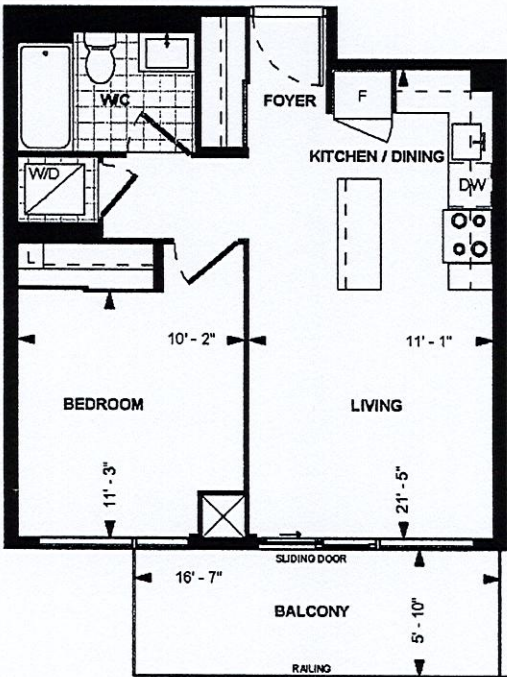 W/C
FOYER
F
KITCHEN / DINING
W/D
DW
L
10' - 2"
11' - 1"
BEDROOM
LIVING
11' - 3"
21' - 5"
SLIDING DOOR
16' - 7"
BALCONY
5' - 10"
RAILING